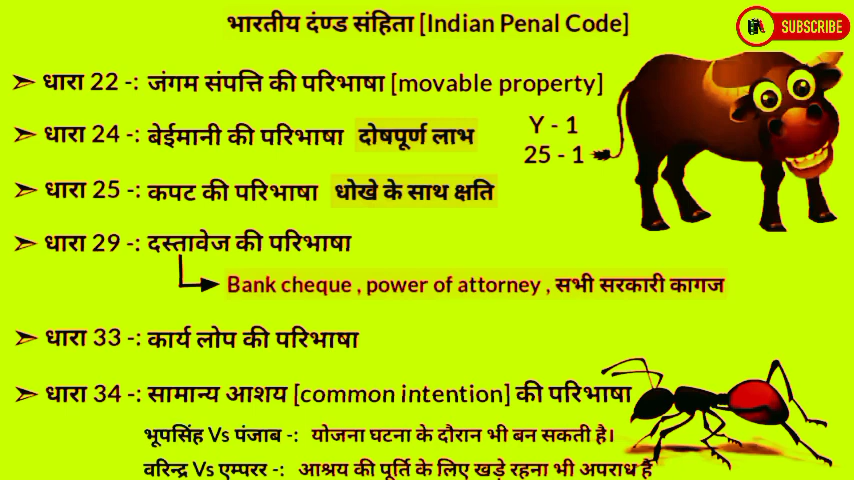 भारतीय दंण्ड संहिता [Indian Penal Code]
SUBSCRIBE
➣ धारा 22 -: जंगम संपत्ति की परिभाषा [movable property]
➣ धारा 24 -: बेईमानी की परिभाषा दोषपूर्ण लाभ
Y - 1
25 - 1
➣ धारा 25 -: कपट की परिभाषा धोखे के साथ क्षति
➣ धारा 29 -: दस्तावेज की परिभाषा
Bank cheque , power of attorney , सभी सरकारी कागज
➣ धारा 33 -: कार्य लोप की परिभाषा
➣ धारा 34 -: सामान्य आशय [common intention] की परिभाषा
भूपसिंह Vs पंजाब -: योजना घटना के दौरान भी बन सकती है।
वरिन्द्र Vs एम्परर -: आश्रय की पूर्ति के लिए खड़े रहना भी अपराध है